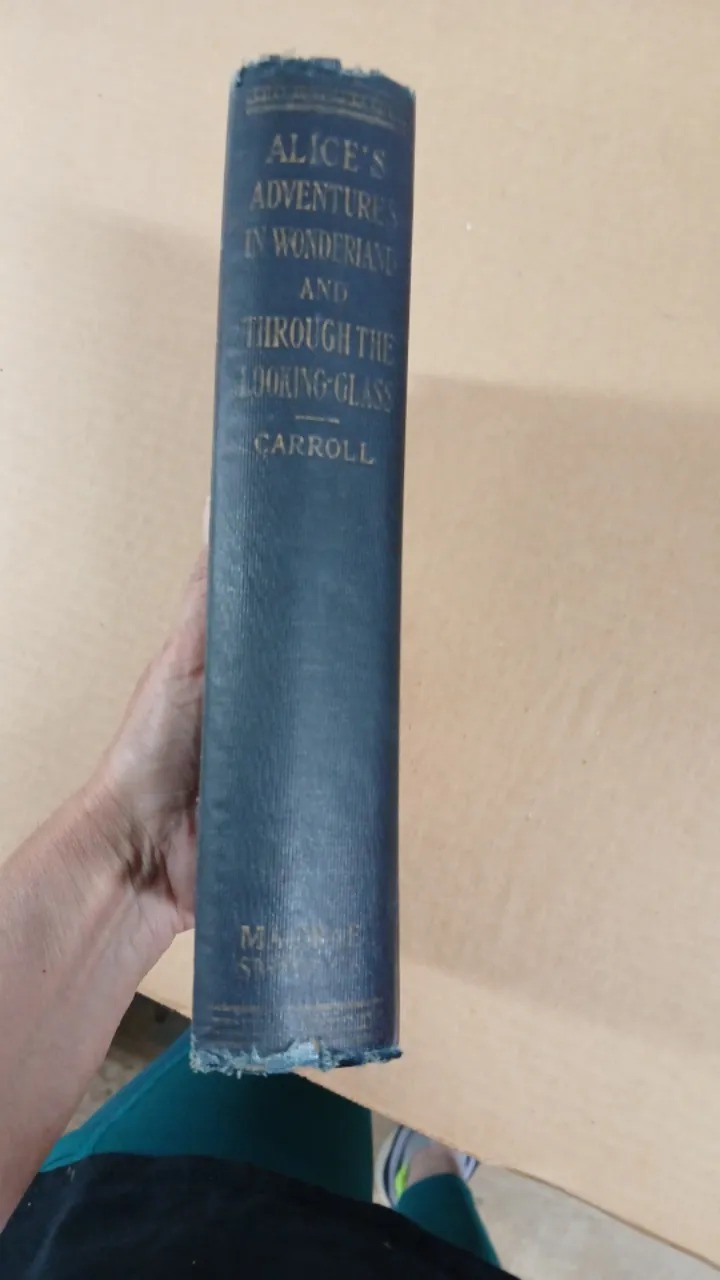 ALICE'S
ADVENTURES
IN WONDERLAND
AND
THROUGH THE
LOOKING-GLASS
CARROLL